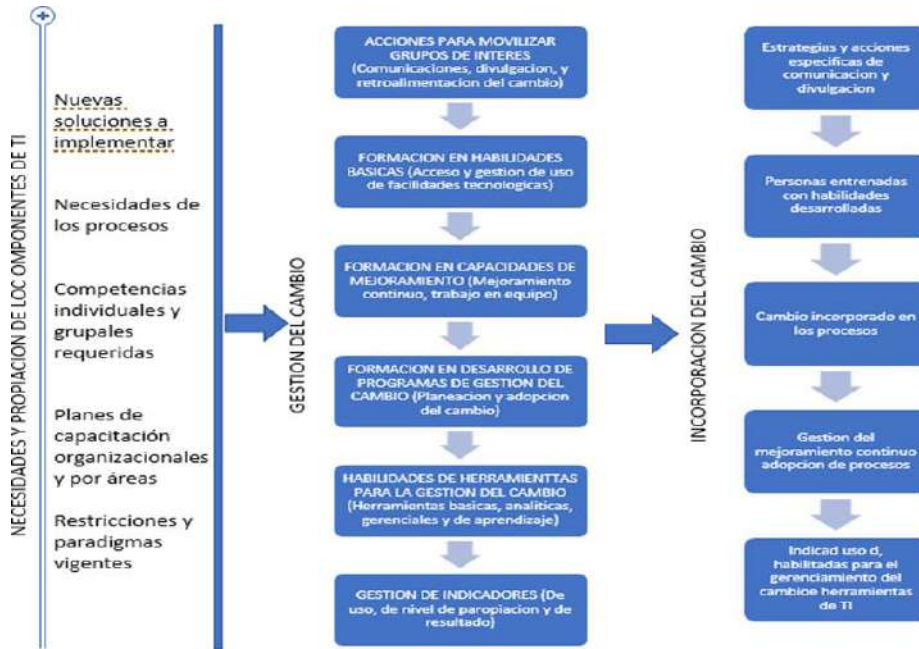 NECESIDADES Y PROPIACION DE LOC OMPONENTES DE TI
Nuevas
soluciones a
implementar
Necesidades de
los procesos
Competencias
individuales y
grupales
requeridas
Planes de
capacitación
organizacionales
y por áreas
Restricciones y
paradigmas
vigentes
GESTION DEL CAMBIO
ACCIONES PARA MOVILIZAR
GRUPOS DE INTERES
(Comunicaciones, divulgacion, y
retroalimentacion del cambio)
FORMACION EN HABILIDADES
BASICAS (Acceso y gestion de uso
de facilidades tecnologicas)
FORMACION EN CAPACIDADES DE
MEJORAMIENTO (Mejoramiento
continuo, trabajo en equipo)
FORMACION EN DESARROLLO DE
PROGRAMAS DE GESTION DEL
CAMBIO (Planeacion y adopcion
del cambio)
HABILIDADES DE HERRAMIENTTAS
PARA LA GESTION DEL CAMBIO
(Herramientas basicas, analiticas,
gerenciales y de aprendizaje)
GESTION DE INDICADORES (De
uso, de nivel de paropiacion y de
resultado)
INCORPORACION DEL CAMBIO
Estrategias y acciones
especificas de
comunicacion y
divulgacion
Personas entrenadas
con habilidades
desarrolladas
Cambio incorporado en
los procesos
Gestion del
mejoramiento continuo
adopcion de procesos
Indicad uso d,
habilitadas para el
gerenciamiento del
cambioe herramientas
de TI